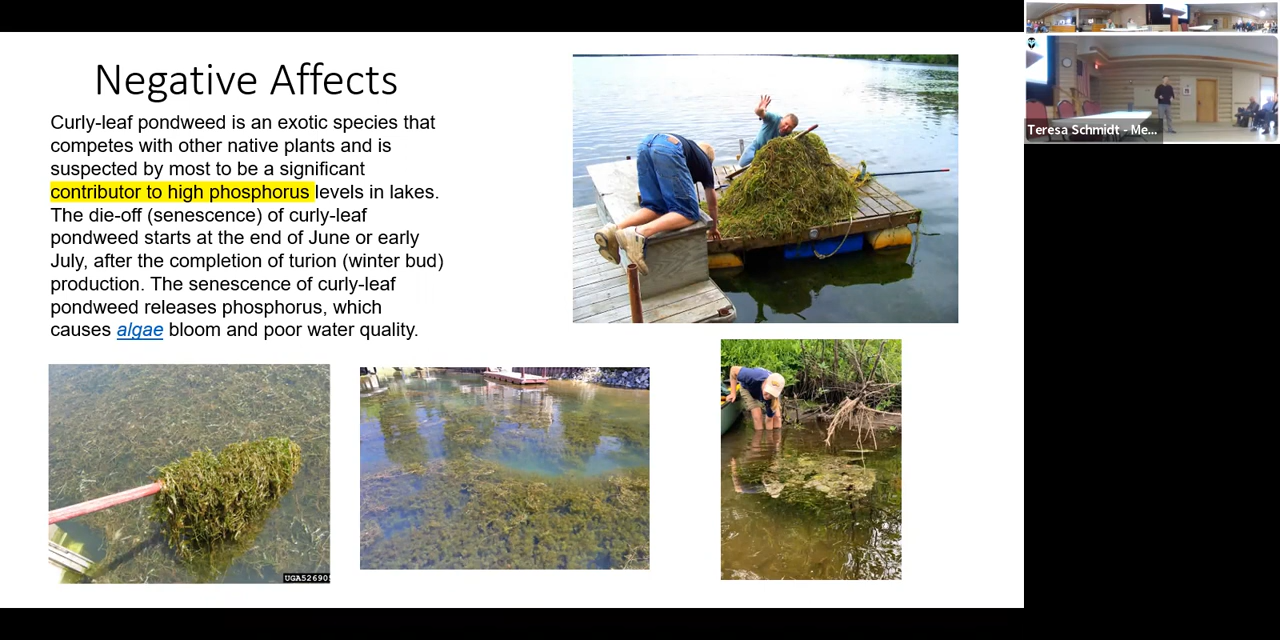 Negative Affects
Curly-leaf pondweed is an exotic species that
competes with other native plants and is
suspected by most to be a significant
contributor to high phosphorus levels in lakes.
The die-off (senescence) of curly-leaf
pondweed starts at the end of June or early
July, after the completion of turion (winter bud)
production. The senescence of curly-leaf
pondweed releases phosphorus, which
causes algae bloom and poor water quality.
UGA52690
Teresa Schmidt - Me...